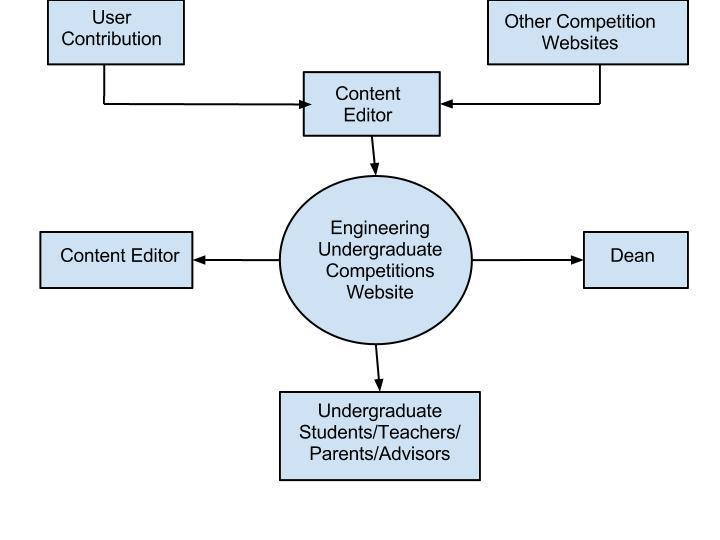 User
Contribution
Other Competition
Websites
Content
Editor
Engineering
Undergraduate
Competitions
Website
Content Editor
Dean
Undergraduate
Students/Teachers/
Parents/Advisors